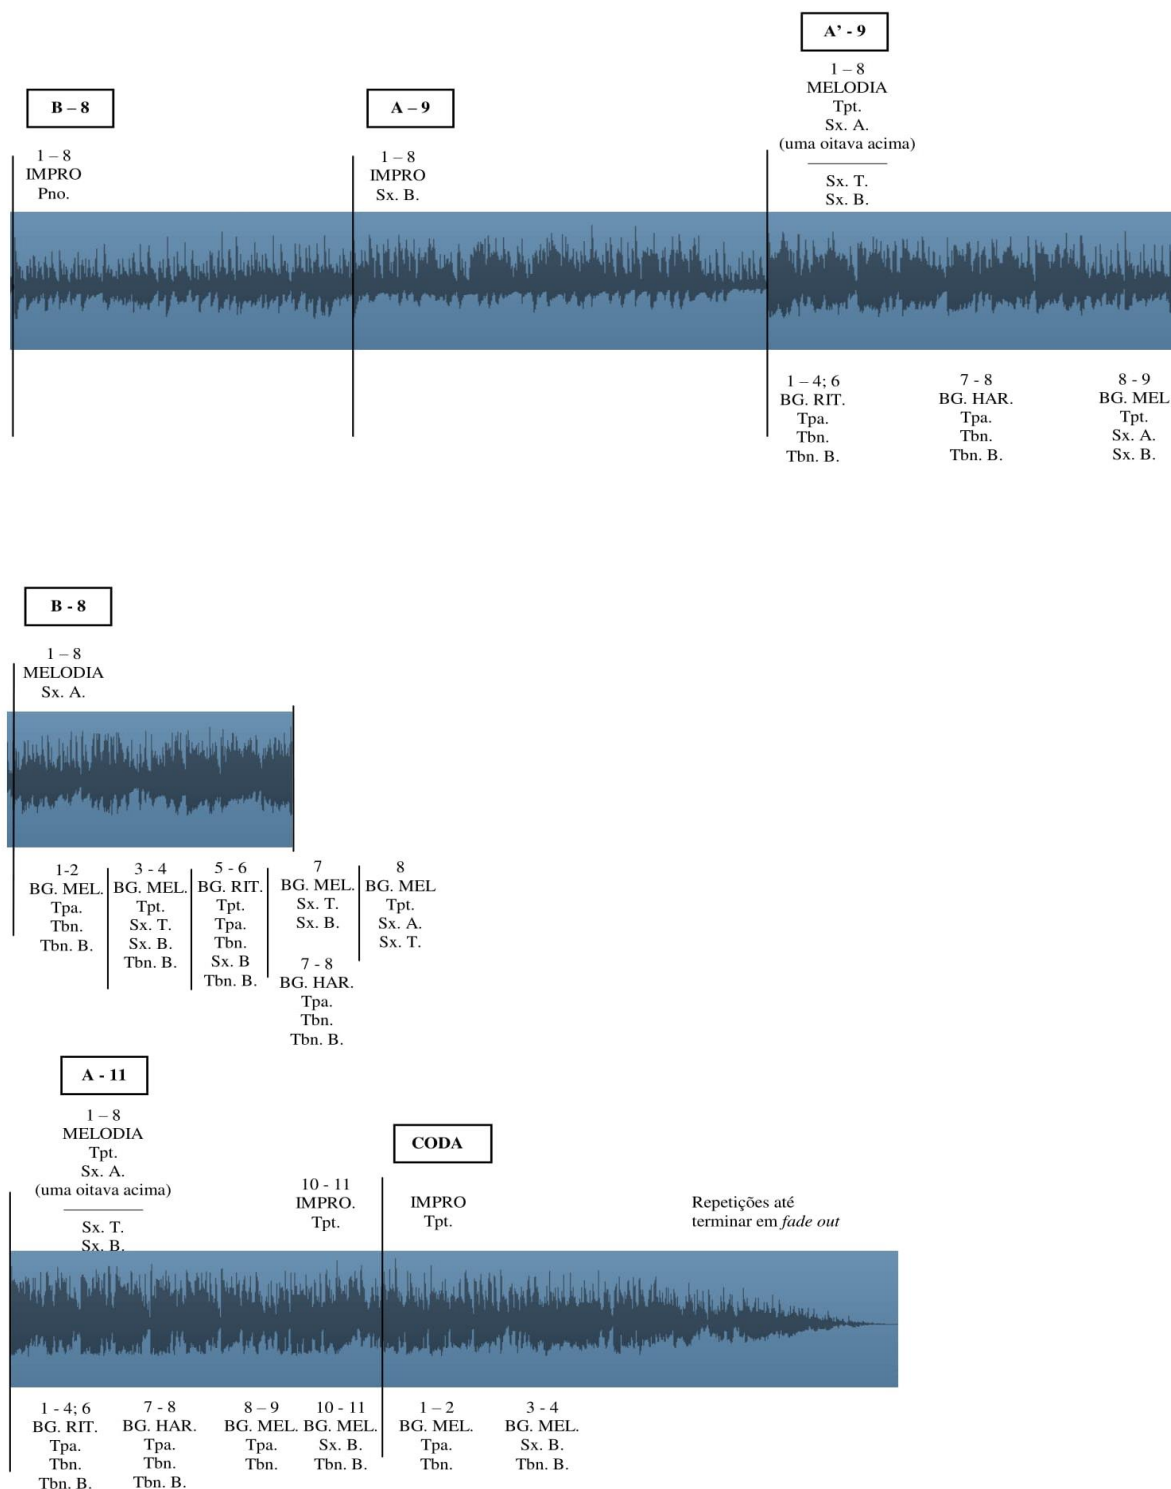 A’ - 9
1 – 8
MELODIA
Tpt.
Sx. A.
(uma oitava acima)
Sx. T.
Sx. B.
B – 8
1 – 8
IMPRO
Pno.
A – 9
1 – 8
IMPRO
Sx. B.
1 – 4; 6
BG. RIT.
Tpa.
Tbn.
Tbn. B.
7 - 8
BG. HAR.
Tpa.
Tbn.
Tbn. B.
8 - 9
BG. MEL
Tpt.
Sx. A.
Sx. B.
B - 8
1 – 8
MELODIA
Sx. A.
1-2
BG. MEL.
Tpa.
Tbn.
Tbn. B.
3 - 4
BG. MEL.
Tpt.
Sx. T.
Sx. B.
Tbn. B.
5 - 6
BG. RIT.
Tpt.
Tpa.
Tbn.
Sx. B
Tbn. B.
7
BG. MEL.
Sx. T.
Sx. B.
7 - 8
BG. HAR.
Tpa.
Tbn.
Tbn. B.
8
BG. MEL
Tpt.
Sx. A.
Sx. T.
A - 11
1 – 8
MELODIA
Tpt.
Sx. A.
(uma oitava acima)
Sx. T.
Sx. B.
10 - 11
IMPRO.
Tpt.
CODA
IMPRO
Tpt.
Repetições até
terminar em fade out
1 - 4; 6
BG. RIT.
Tpa.
Tbn.
Tbn. B.
7 - 8
BG. HAR.
Tpa.
Tbn.
Tbn. B.
8 – 9
BG. MEL.
Tpa.
Tbn.
10 - 11
BG. MEL.
Sx. B.
Tbn. B.
1 – 2
BG. MEL.
Tpa.
Tbn.
3 - 4
BG. MEL.
Sx. B.
Tbn. B.